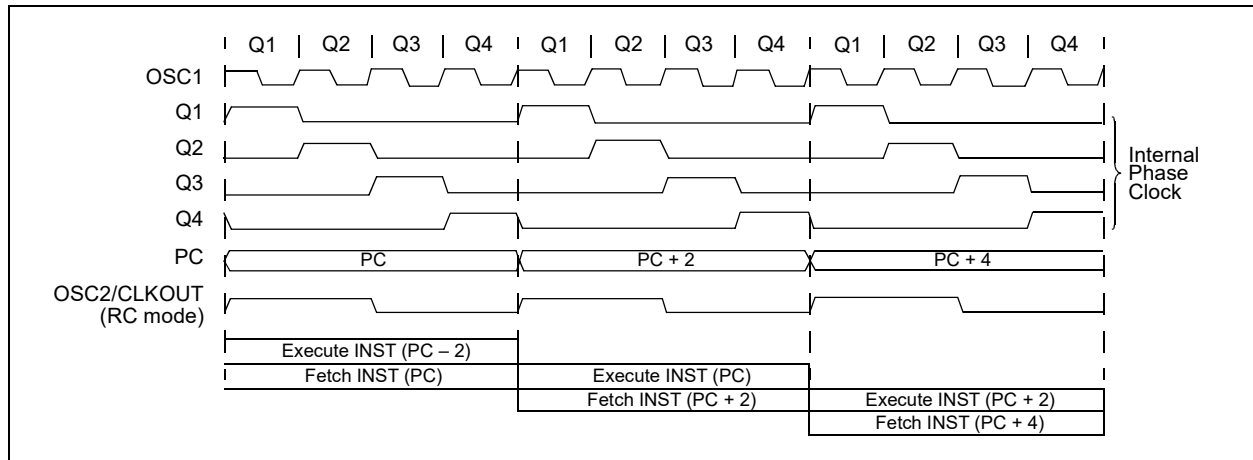 Q1 Q2 Q3 Q4 Q1 Q2 Q3 Q4 Q1 Q2 Q3 Q4
OSC1
Q1
Q2
Q3
Q4
Internal
Phase
Clock
PC PC PC + 2 PC + 4
OSC2/CLKOUT
(RC mode)
Execute INST (PC – 2)
Fetch INST (PC) Execute INST (PC)
Fetch INST (PC + 2) Execute INST (PC + 2)
Fetch INST (PC + 4)